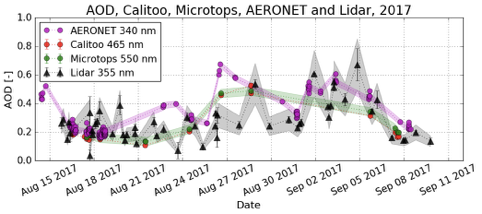 AOD, Calitoo, Microtops, AERONET and Lidar, 2017
1.0
0.8
0.6
0.4
0.2
0.0
AOD [-]
AERONET 340 nm
Calitoo 465 nm
Microtops 550 nm
Lidar 355 nm
Aug 15 2017
Aug 18 2017
Aug 21 2017
Aug 24 2017
Aug 27 2017
Aug 30 2017
Sep 02 2017
Sep 05 2017
Sep 08 2017
Sep 11 2017
Date